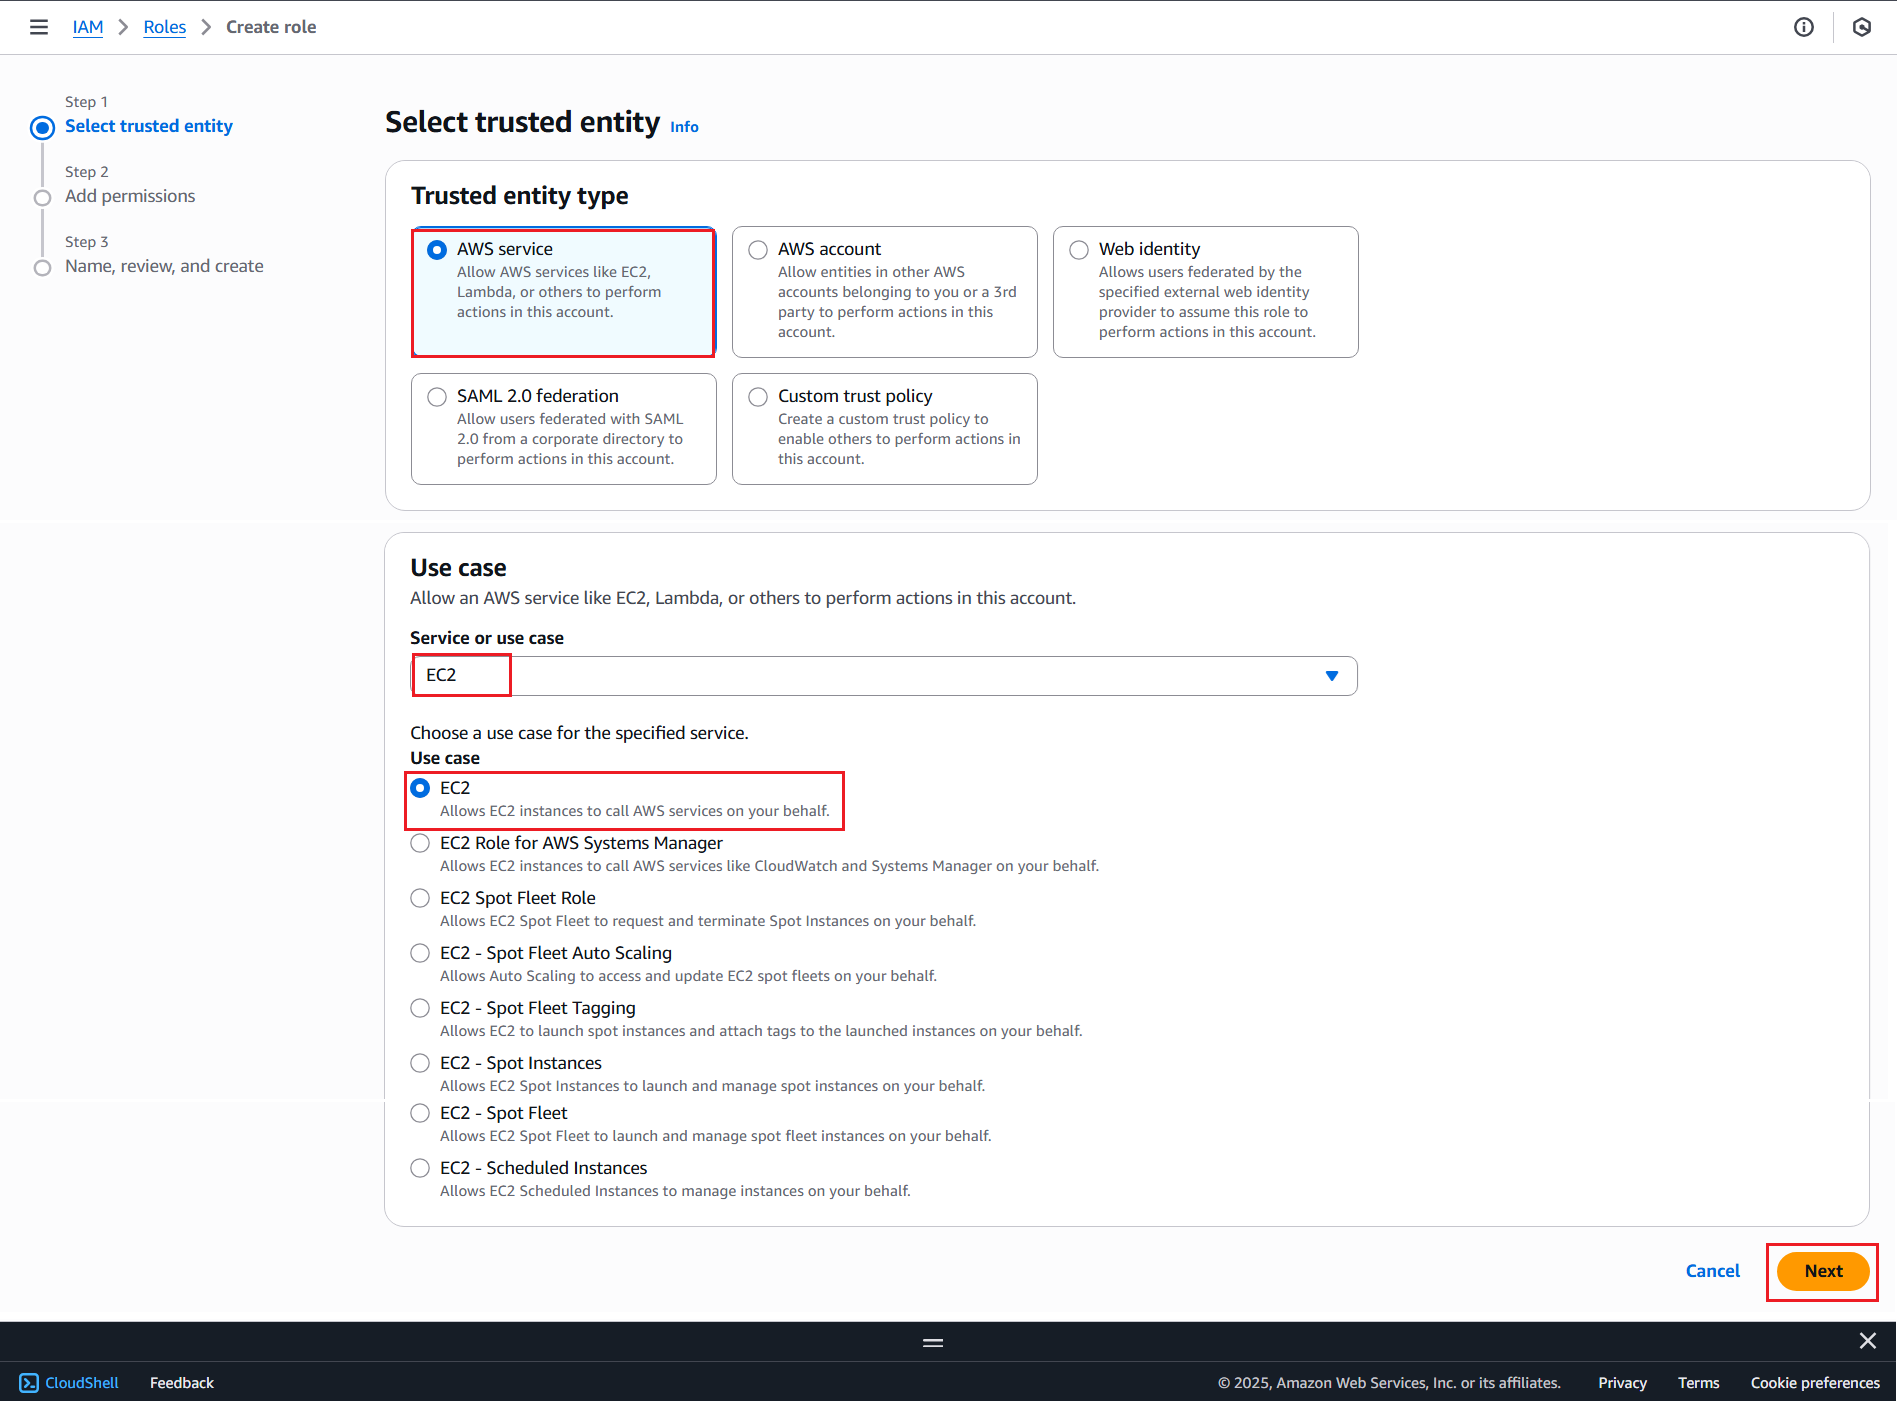 IAM > Roles > Create role
Step 1
Select trusted entity
Step 2
Add permissions
Step 3
Name, review, and create
Select trusted entity Info
Trusted entity type
AWS service
Allow AWS services like EC2,
Lambda, or others to perform
actions in this account.
AWS account
Allow entities in other AWS
accounts belonging to you or a 3rd
party to perform actions in this
account.
Web identity
Allows users federated by the
specified external web identity
provider to assume this role to
perform actions in this account.
SAML 2.0 federation
Allow users federated with SAML
2.0 from a corporate directory to
perform actions in this account.
Custom trust policy
Create a custom trust policy to
enable others to perform actions in
this account.
Use case
Allow an AWS service like EC2, Lambda, or others to perform actions in this account.
Service or use case
EC2
Choose a use case for the specified service.
Use case
EC2
Allows EC2 instances to call AWS services on your behalf.
EC2 Role for AWS Systems Manager
Allows EC2 instances to call AWS services like CloudWatch and Systems Manager on your behalf.
EC2 Spot Fleet Role
Allows EC2 Spot Fleet to request and terminate Spot Instances on your behalf.
EC2 - Spot Fleet Auto Scaling
Allows Auto Scaling to access and update EC2 spot fleets on your behalf.
EC2 - Spot Fleet Tagging
Allows EC2 to launch spot instances and attach tags to the launched instances on your behalf.
EC2 - Spot Instances
Allows EC2 Spot Instances to launch and manage spot instances on your behalf.
EC2 - Spot Fleet
Allows EC2 Spot Fleet to launch and manage spot fleet instances on your behalf.
EC2 - Scheduled Instances
Allows EC2 Scheduled Instances to manage instances on your behalf.
Cancel Next
CloudShell Feedback © 2025, Amazon Web Services, Inc. or its affiliates. Privacy Terms Cookie preferences